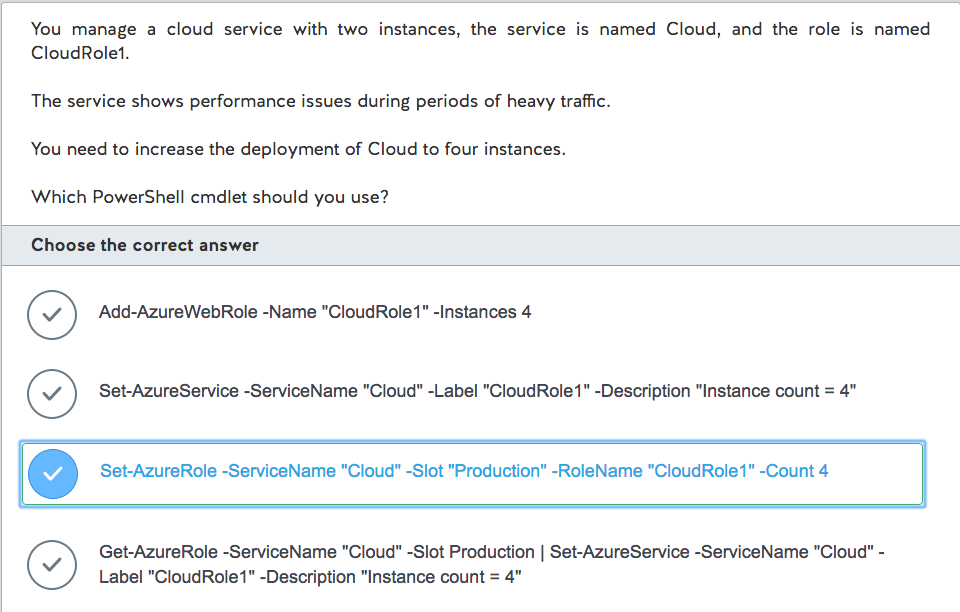 You manage a cloud service with two instances, the service is named Cloud, and the role is named
CloudRole1.
The service shows performance issues during periods of heavy traffic.
You need to increase the deployment of Cloud to four instances.
Which PowerShell cmdlet should you use?
Choose the correct answer
Add-AzureWebRole -Name "CloudRole1" -Instances 4
Set-AzureService -ServiceName "Cloud" -Label "CloudRole1" -Description "Instance count = 4"
Set-AzureRole -ServiceName "Cloud" -Slot "Production" -RoleName "CloudRole1" -Count 4
Get-AzureRole -ServiceName "Cloud" -Slot Production | Set-AzureService -ServiceName "Cloud" -
Label "CloudRole1" -Description "Instance count = 4"